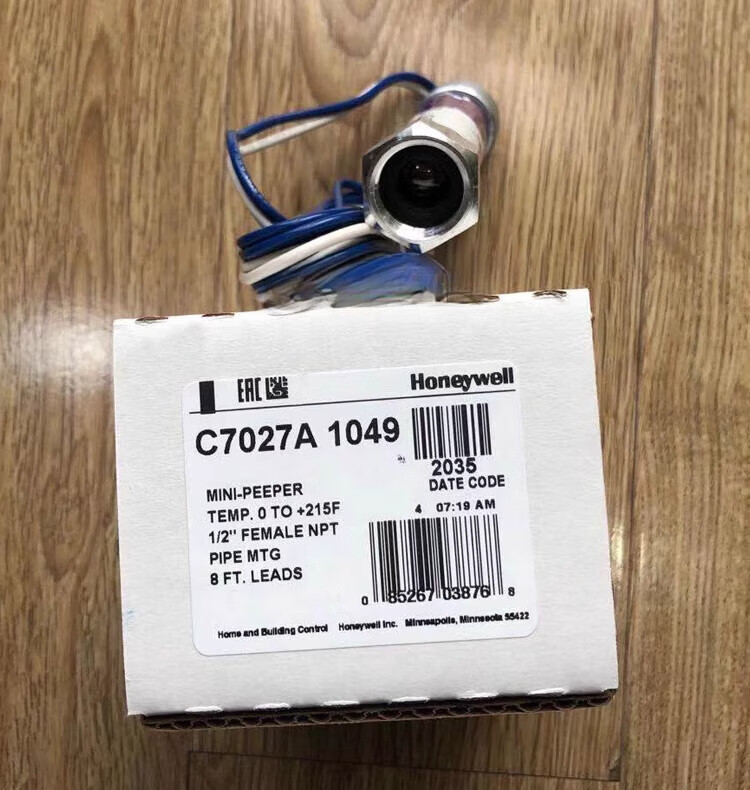 EAC
Honeywell
C7027A 1049
2035
DATE CODE
4 07:19 AM
MINI-PEEPER
TEMP. 0 TO +215F
1/2" FEMALE NPT
PIPE MTG
8 FT. LEADS
0 85267 03876 8
Home and Building Control Honeywell Inc. Minneapolis, Minnesota 55422